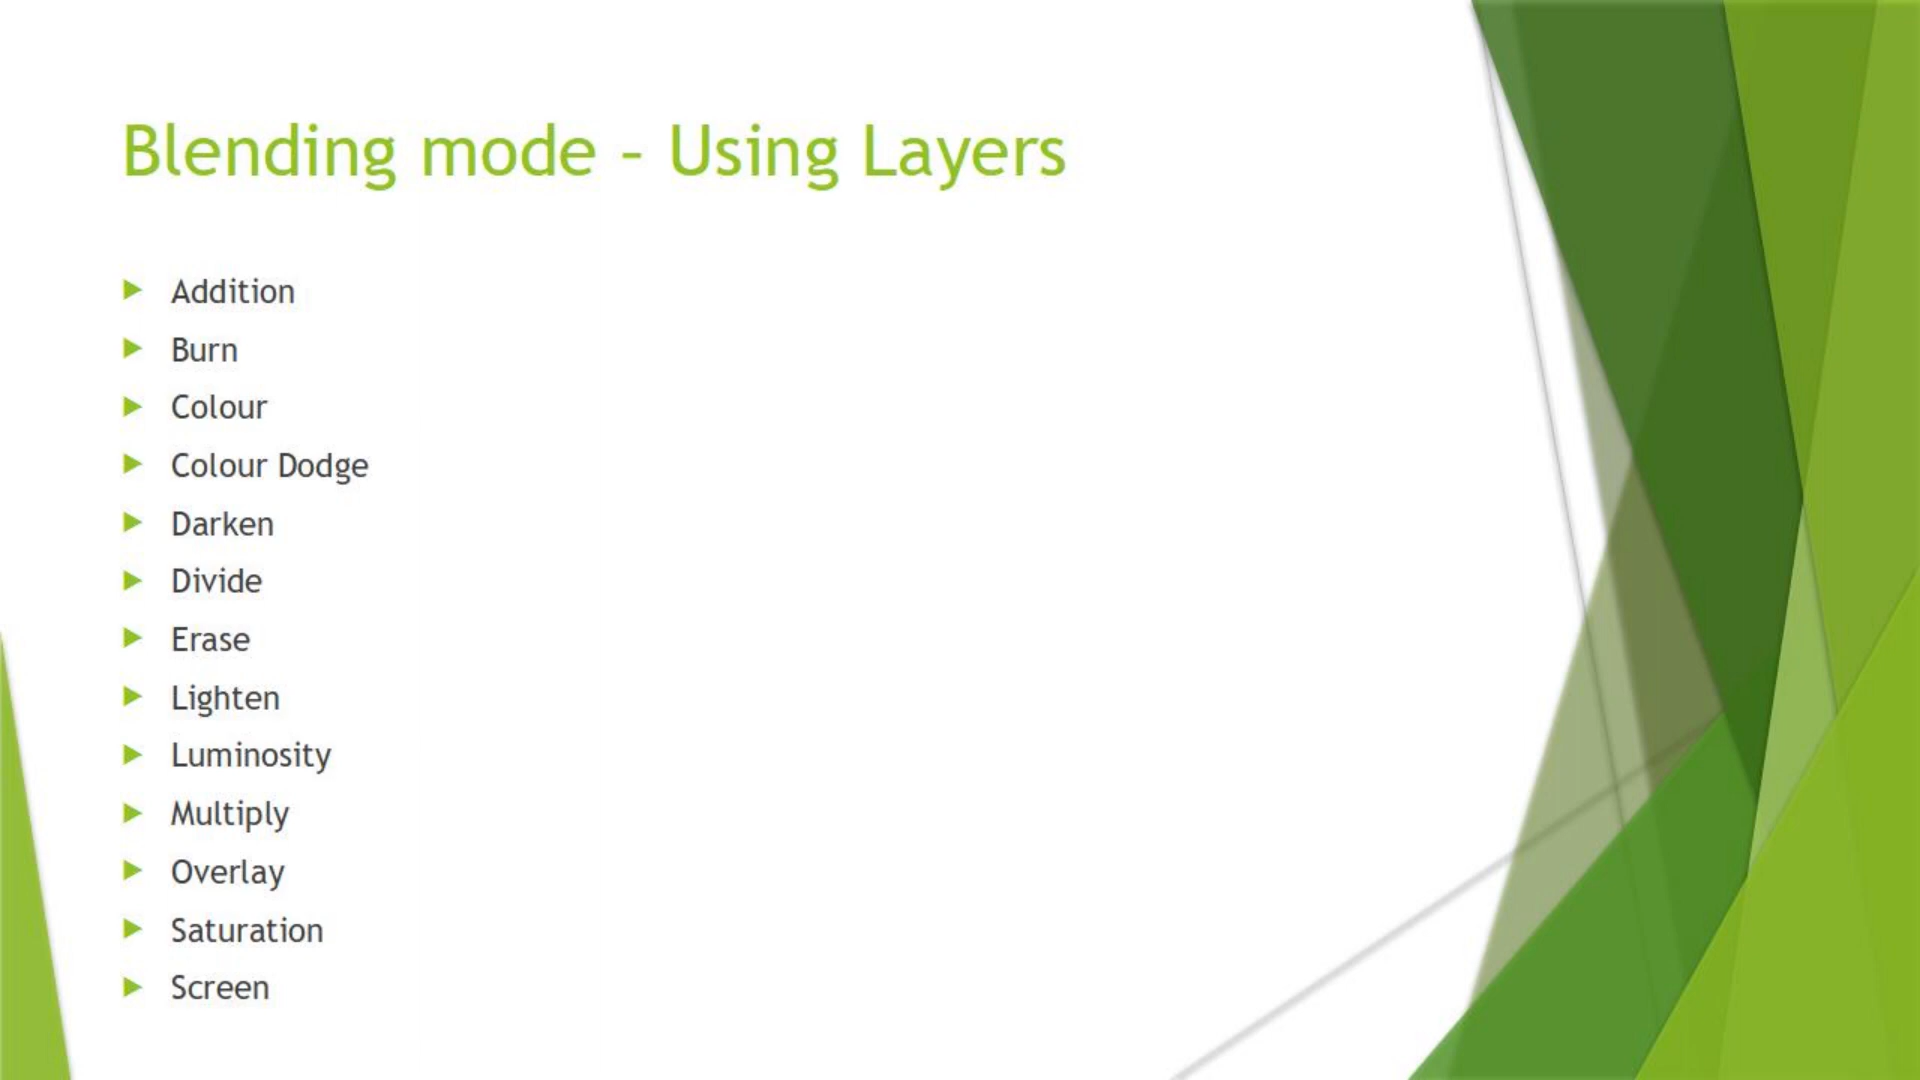 Blending mode – Using Layers
Addition
Burn
Colour
Colour Dodge
Darken
Divide
Erase
Lighten
Luminosity
Multiply
Overlay
Saturation
Screen